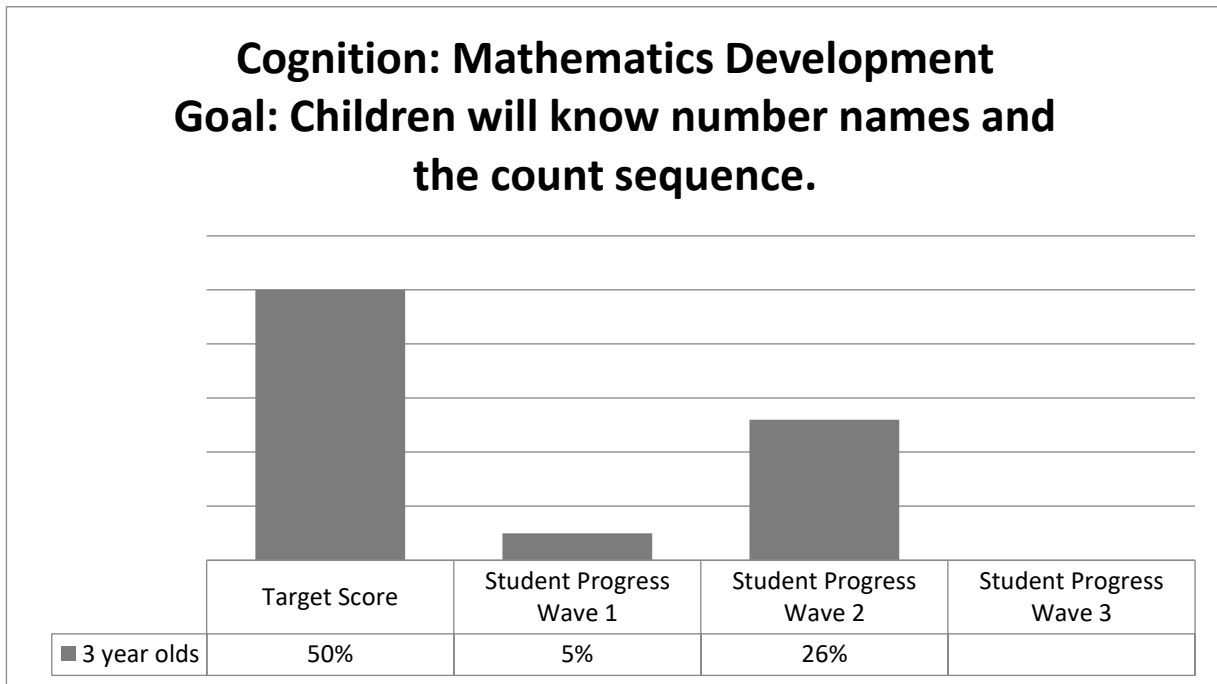 Cognition: Mathematics Development
Goal: Children will know number names and
the count sequence.
Target Score
Student Progress
Wave 1
Student Progress
Wave 2
Student Progress
Wave 3
3 year olds 50% 5% 26%